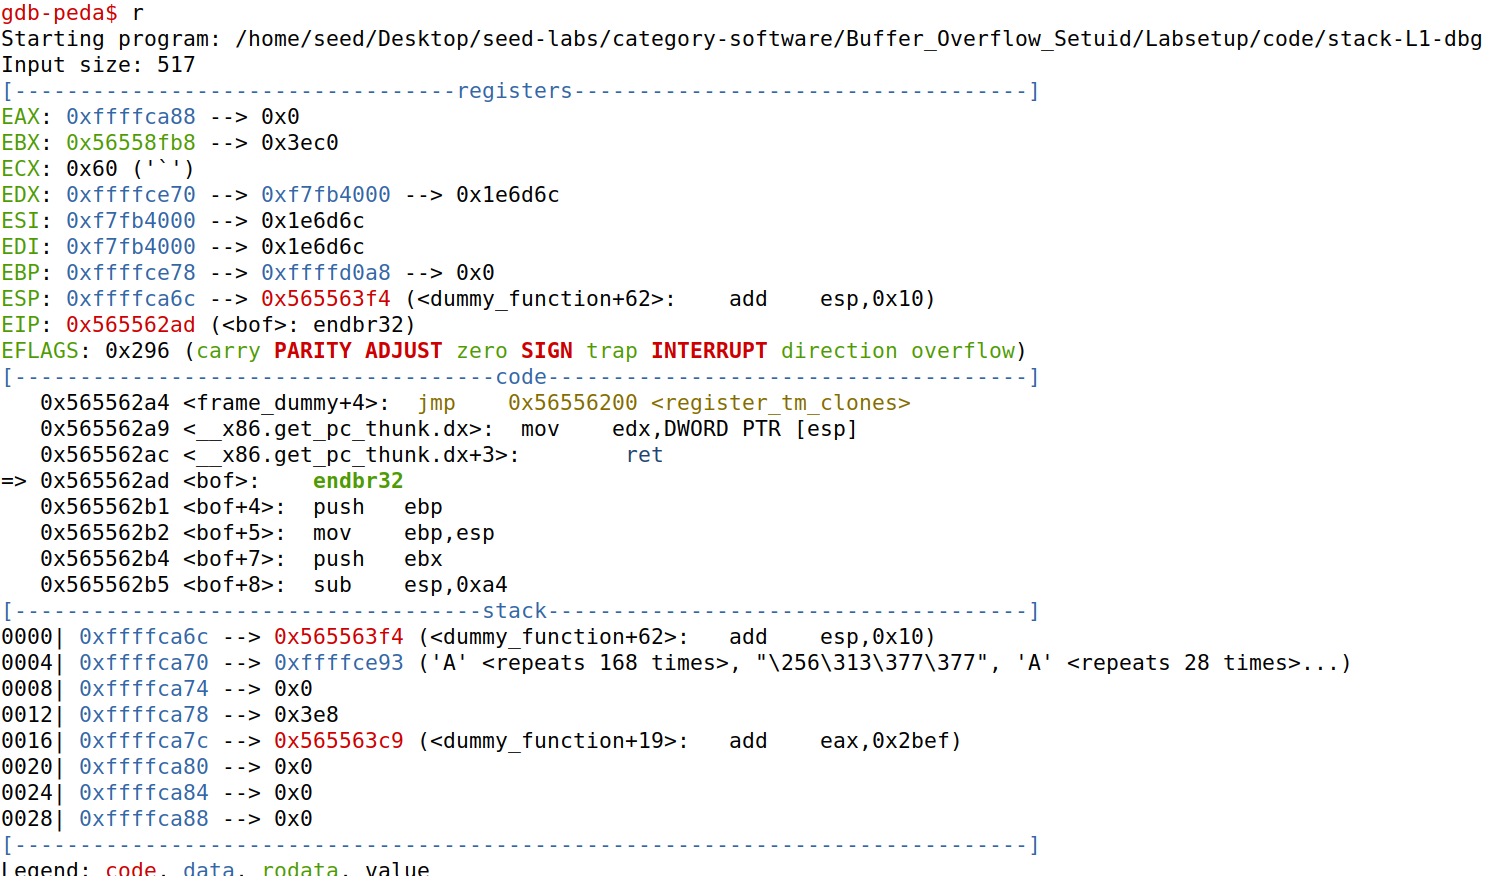 gdb-peda$ r
Starting program: /home/seed/Desktop/seed-labs/category-software/Buffer_Overflow_Setuid/Labsetup/code/stack-L1-dbg
Input size: 517
[----------------------------------registers-----------------------------------]
EAX: 0xffffca88 --> 0x0
EBX: 0x56558fb8 --> 0x3ec0
ECX: 0x60 ('`')
EDX: 0xffffce70 --> 0xf7fb4000 --> 0x1e6d6c
ESI: 0xf7fb4000 --> 0x1e6d6c
EDI: 0xf7fb4000 --> 0x1e6d6c
EBP: 0xffffce78 --> 0xffffd0a8 --> 0x0
ESP: 0xffffca6c --> 0x565563f4 (<dummy_function+62>:    add    esp,0x10)
EIP: 0x565562ad (<bof>: endbr32)
EFLAGS: 0x296 (carry PARITY ADJUST zero SIGN trap INTERRUPT direction overflow)
[-------------------------------------code-------------------------------------]
   0x565562a4 <frame_dummy+4>:  jmp    0x56556200 <register_tm_clones>
   0x565562a9 <__x86.get_pc_thunk.dx>:  mov    edx,DWORD PTR [esp]
   0x565562ac <__x86.get_pc_thunk.dx+3>:        ret
=> 0x565562ad <bof>:    endbr32
   0x565562b1 <bof+4>:  push   ebp
   0x565562b2 <bof+5>:  mov    ebp,esp
   0x565562b4 <bof+7>:  push   ebx
   0x565562b5 <bof+8>:  sub    esp,0xa4
[------------------------------------stack-------------------------------------]
0000| 0xffffca6c --> 0x565563f4 (<dummy_function+62>:   add    esp,0x10)
0004| 0xffffca70 --> 0xffffce93 ('A' <repeats 168 times>, "\256\313\377\377", 'A' <repeats 28 times>...)
0008| 0xffffca74 --> 0x0
0012| 0xffffca78 --> 0x3e8
0016| 0xffffca7c --> 0x565563c9 (<dummy_function+19>:   add    eax,0x2bef)
0020| 0xffffca80 --> 0x0
0024| 0xffffca84 --> 0x0
0028| 0xffffca88 --> 0x0
[------------------------------------------------------------------------------]
Legend: code, data, rodata, value